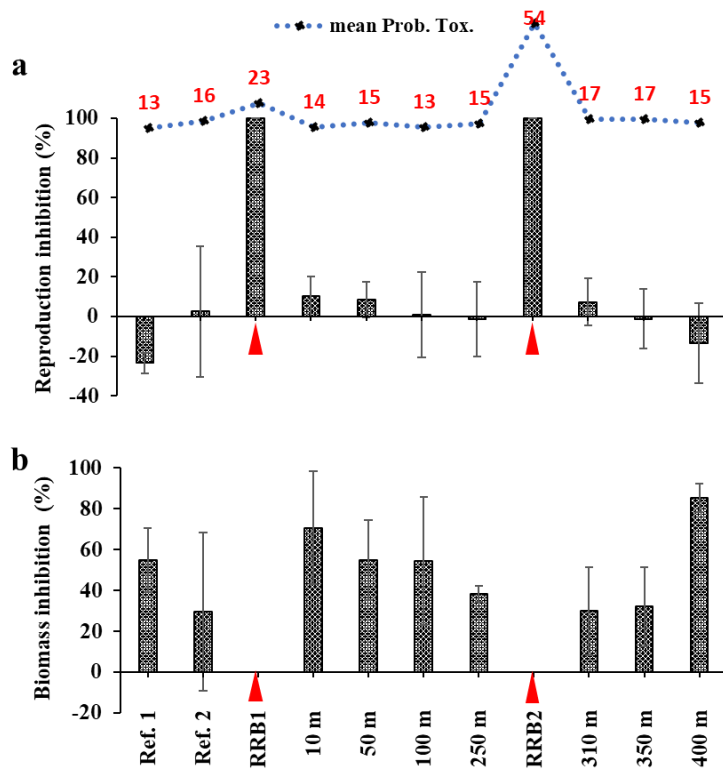 mean Prob. Tox.
a
13 16 23 14 15 13 15 54 17 17 15
Reproduction inhibition (%)
100
80
60
40
20
0
-20
-40
b
Biomass inhibition (%)
100
80
60
40
20
0
-20
Ref. 1 Ref. 2 RRB1 10 m 50 m 100 m 250 m RRB2 310 m 350 m 400 m